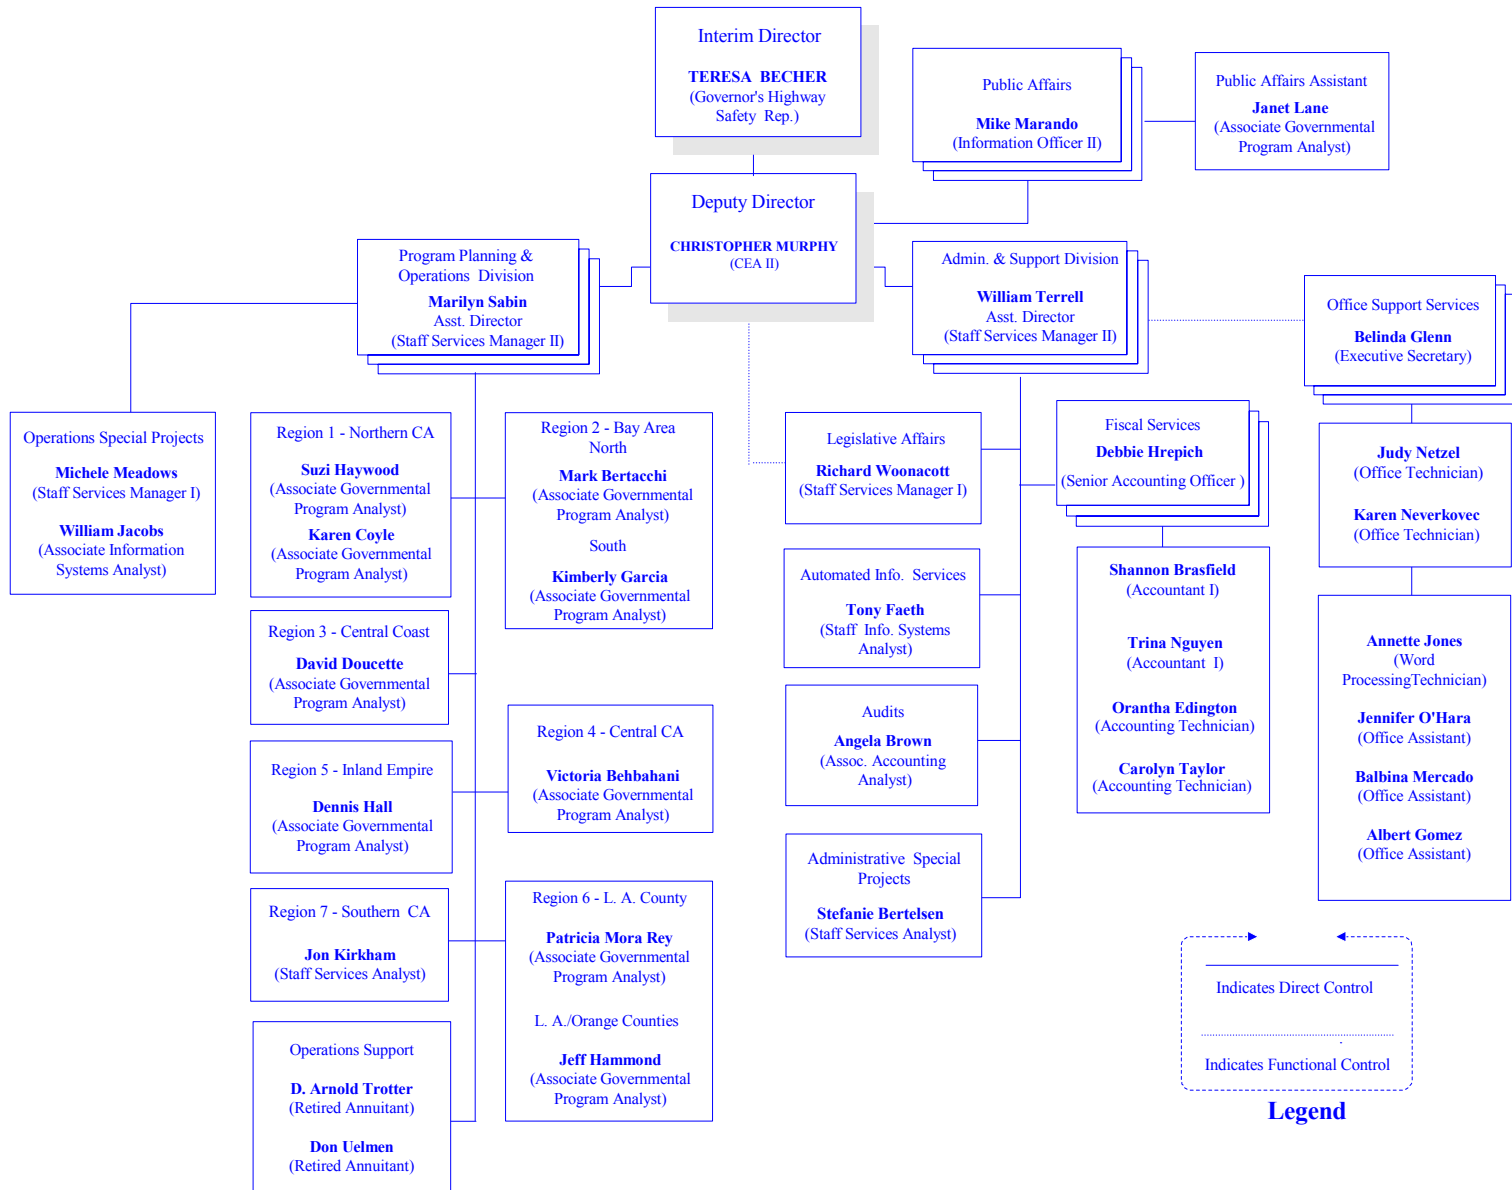 Interim Director
TERESA BECHER
(Governor's Highway
Safety Rep.)
Public Affairs
Mike Marando
(Information Officer II)
Public Affairs Assistant
Janet Lane
(Associate Governmental
Program Analyst)
Deputy Director
CHRISTOPHER MURPHY
(CEA II)
Program Planning &
Operations Division
Marilyn Sabin
Asst. Director
(Staff Services Manager II)
Admin. & Support Division
William Terrell
Asst. Director
(Staff Services Manager II)
Office Support Services
Belinda Glenn
(Executive Secretary)
Operations Special Projects
Michele Meadows
(Staff Services Manager I)
William Jacobs
(Associate Information
Systems Analyst)
Region 1 - Northern CA
Suzi Haywood
(Associate Governmental
Program Analyst)
Karen Coyle
(Associate Governmental
Program Analyst)
Region 2 - Bay Area
North
Mark Bertacchi
(Associate Governmental
Program Analyst)
South
Kimberly Garcia
(Associate Governmental
Program Analyst)
Region 3 - Central Coast
David Doucette
(Associate Governmental
Program Analyst)
Region 4 - Central CA
Victoria Behbahani
(Associate Governmental
Program Analyst)
Region 5 - Inland Empire
Dennis Hall
(Associate Governmental
Program Analyst)
Region 7 - Southern CA
Jon Kirkham
(Staff Services Analyst)
Region 6 - L. A. County
Patricia Mora Rey
(Associate Governmental
Program Analyst)
L. A./Orange Counties
Jeff Hammond
(Associate Governmental
Program Analyst)
Operations Support
D. Arnold Trotter
(Retired Annuitant)
Don Uelmen
(Retired Annuitant)
Legislative Affairs
Richard Woonacott
(Staff Services Manager I)
Fiscal Services
Debbie Hrepich
(Senior Accounting Officer )
Automated Info. Services
Tony Faeth
(Staff Info. Systems
Analyst)
Audits
Angela Brown
(Assoc. Accounting
Analyst)
Administrative Special
Projects
Stefanie Bertelsen
(Staff Services Analyst)
Shannon Brasfield
(Accountant I)
Trina Nguyen
(Accountant I)
Orantha Edington
(Accounting Technician)
Carolyn Taylor
(Accounting Technician)
Judy Netzel
(Office Technician)
Karen Neverkovec
(Office Technician)
Annette Jones
(Word
ProcessingTechnician)
Jennifer O'Hara
(Office Assistant)
Balbina Mercado
(Office Assistant)
Albert Gomez
(Office Assistant)
Indicates Direct Control
Indicates Functional Control
Legend